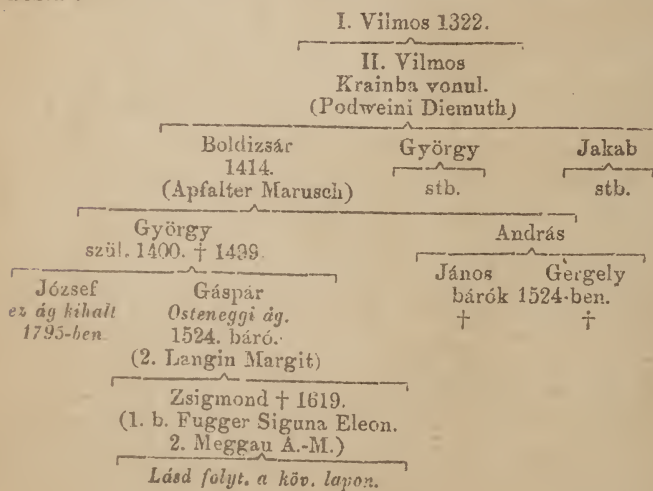 I. Vilmos 1322.
II. Vilmos
Krainba vonul.
(Podweini Diemuth)
Boldizsár György Jakab
1414. stb. stb.
(Apfalter Marusch)
György András
szül. 1400. † 1499.
János Gergely
bárók 1524-ben.
† †
József Gáspár
ez ág kihalt Osteneggi ág.
1795-ben 1524. báró.
(2. Langin Margit)
Zsigmond † 1619.
(1. b. Fugger Siguna Eleon.
2. Meggau A.-M.)
Lásd folyt. a köv. lapon.